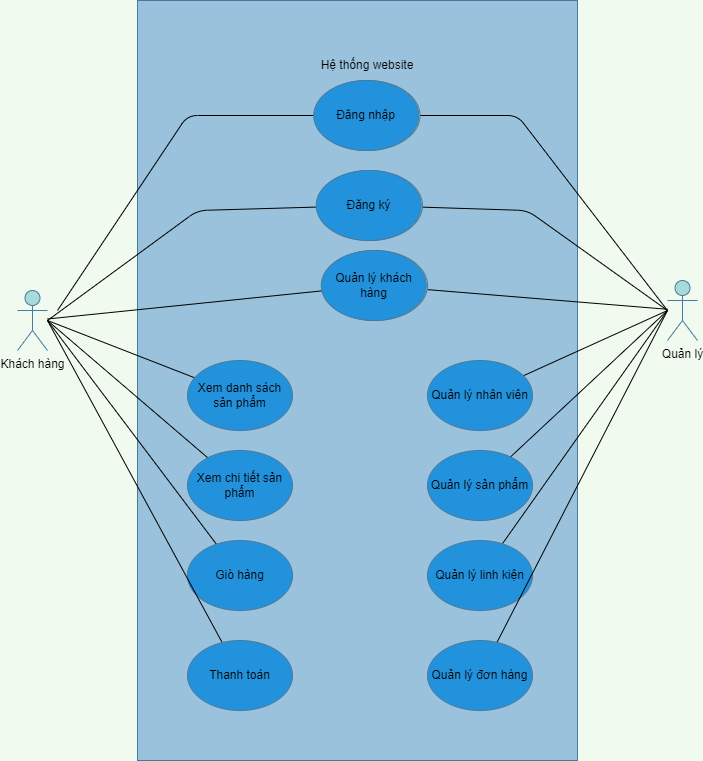 Hệ thống website
Đăng nhập
Đăng ký
Quản lý khách
hàng
Khách hàng
Quản lý
Xem danh sách
sản phẩm
Quản lý nhân viên
Xem chi tiết sản
phẩm
Quản lý sản phẩm
Giỏ hàng
Quản lý linh kiện
Thanh toán
Quản lý đơn hàng